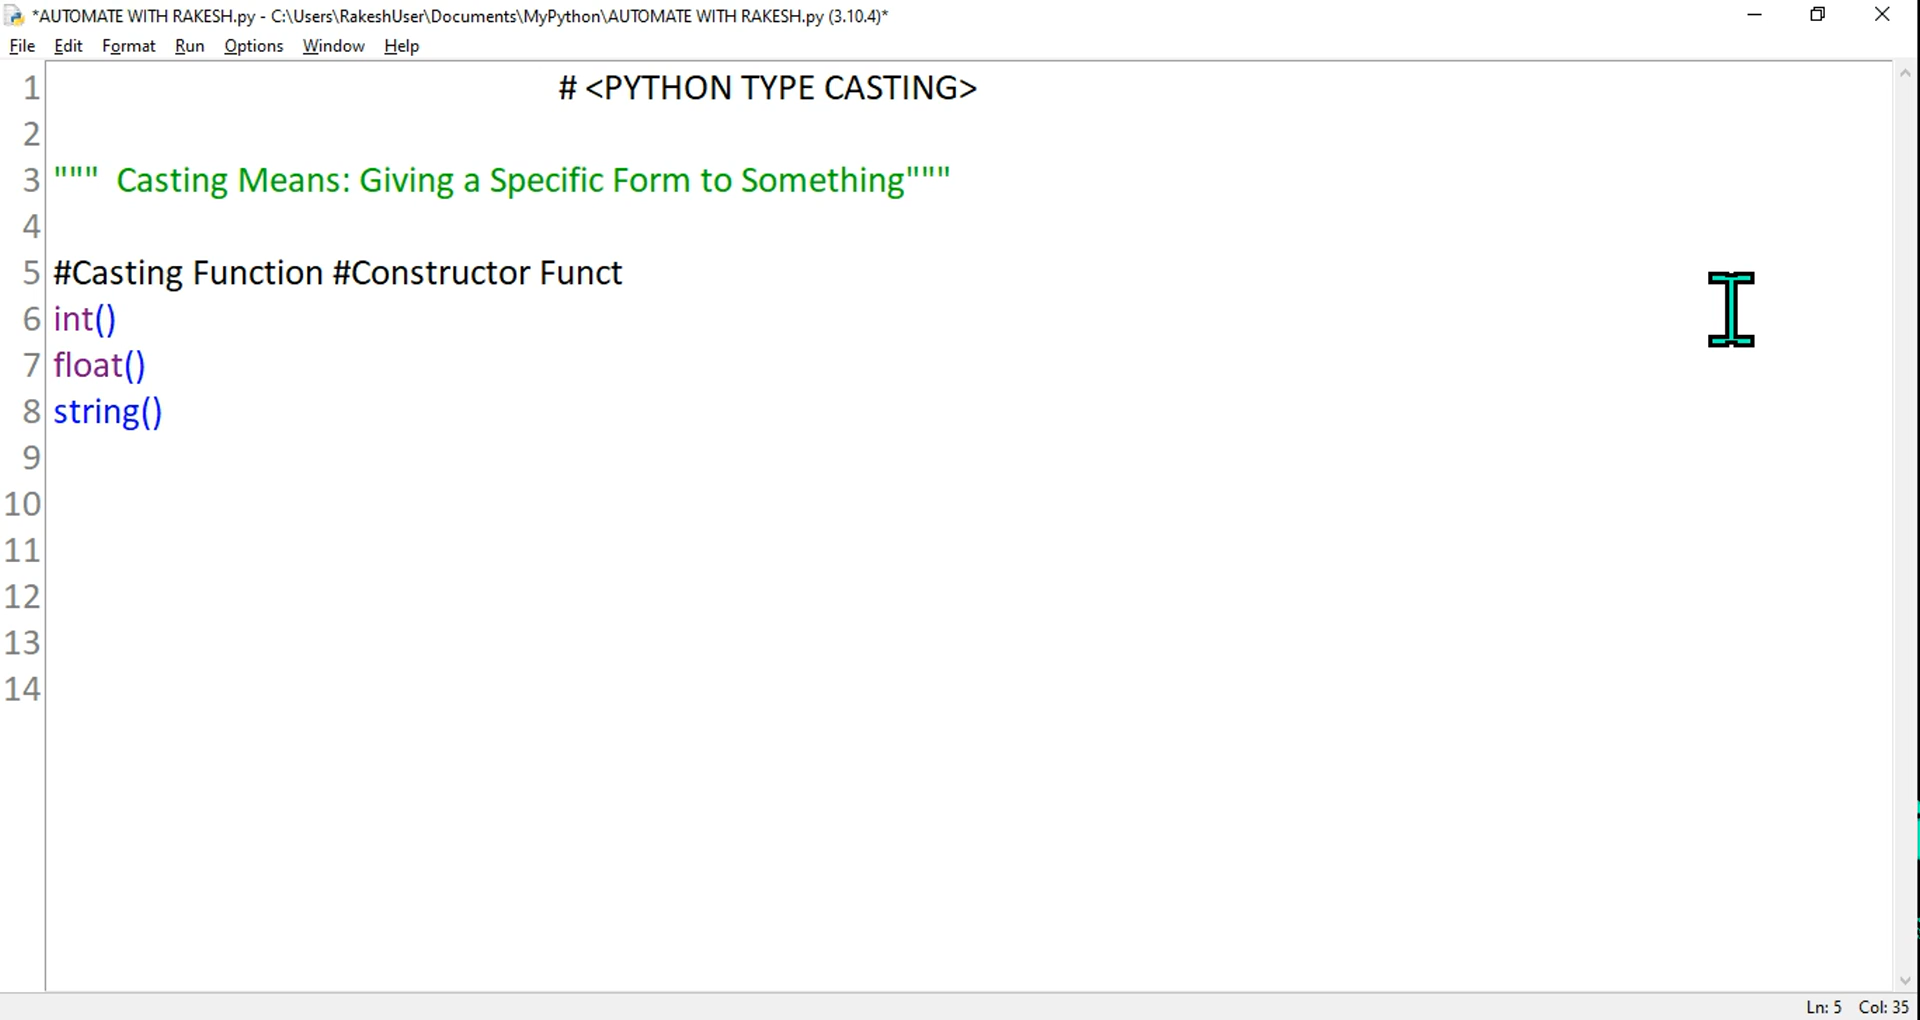 *AUTOMATE WITH RAKESH.py - C:\Users\RakeshUser\Documents\MyPython\AUTOMATE WITH RAKESH.py (3.10.4)*
File Edit Format Run Options Window Help
1 # <PYTHON TYPE CASTING>
2
3 """ Casting Means: Giving a Specific Form to Something"""
4
5 #Casting Function #Constructor Funct
6 int()
7 float()
8 string()
9
10
11
12
13
14
Ln: 5 Col: 35